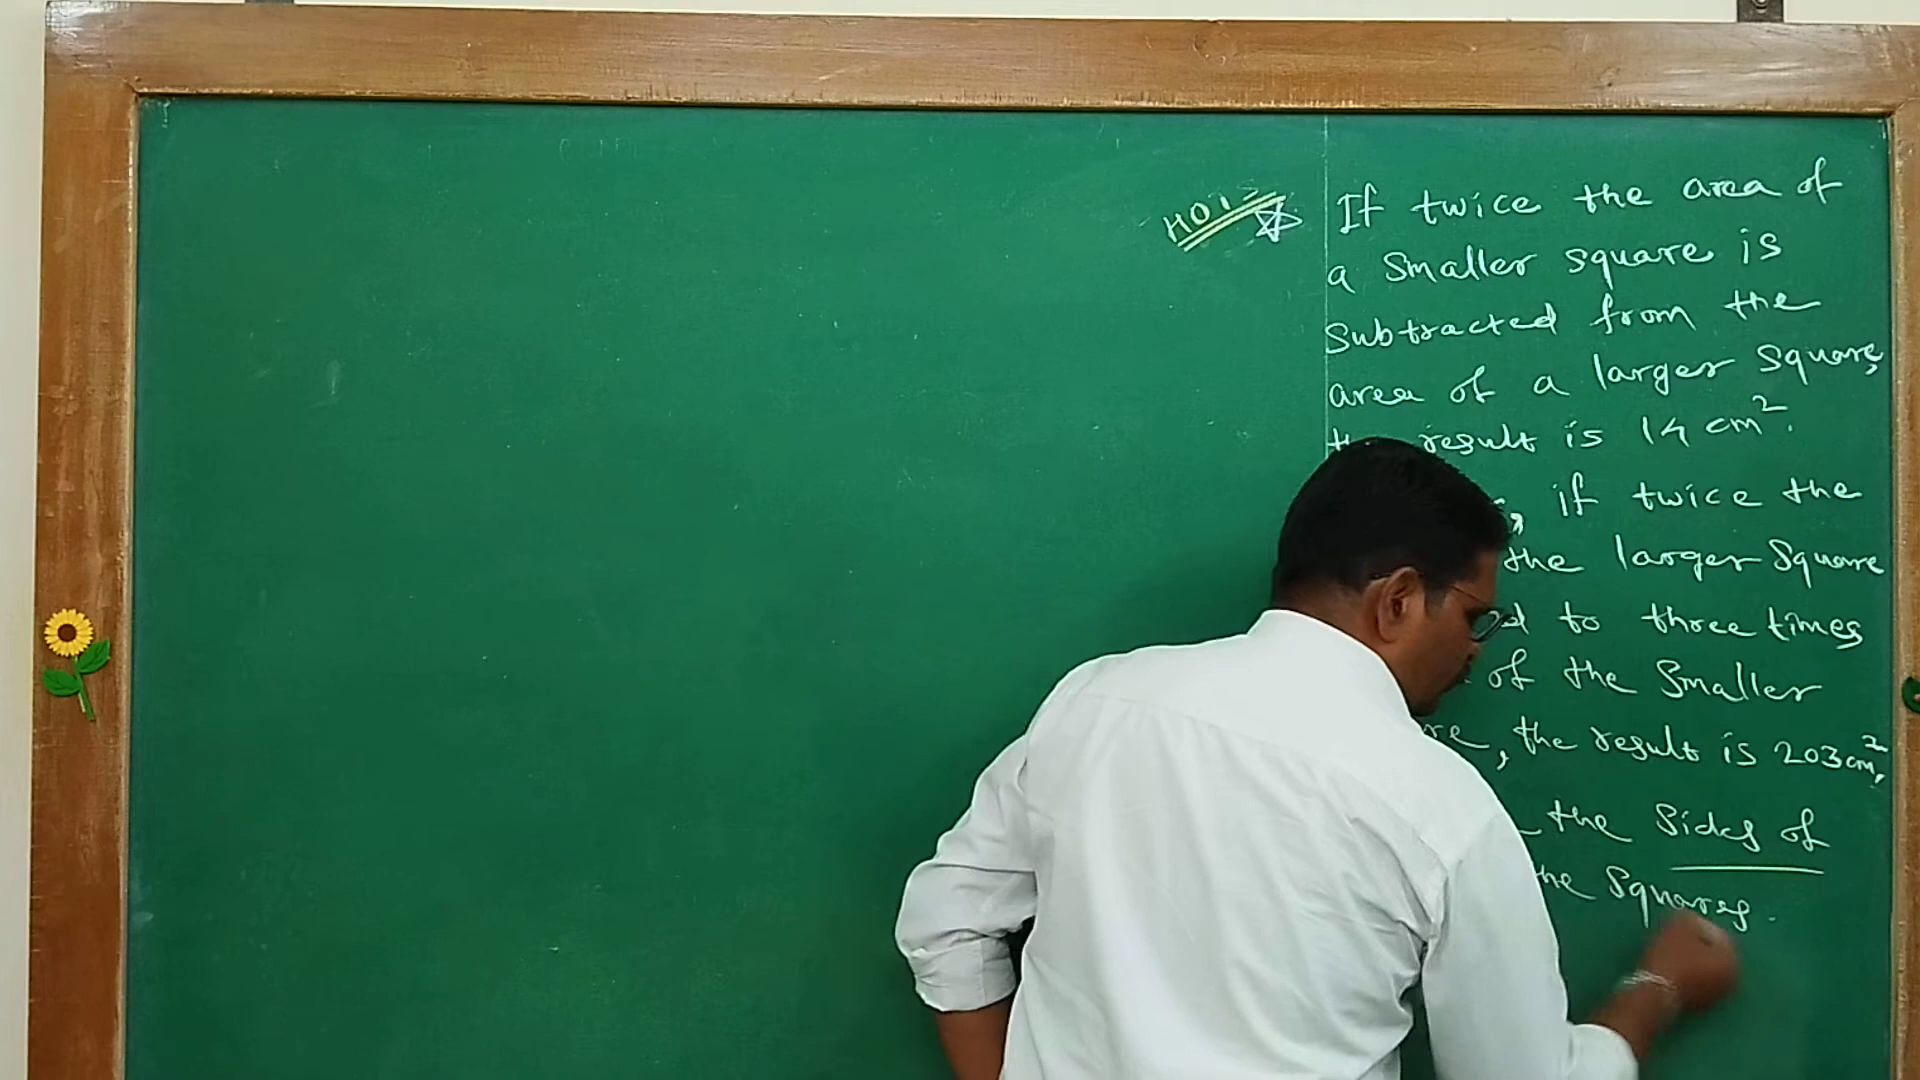 HOTS
If twice the area of
a smaller square is
subtracted from the
area of a larger square,
result is 14 cm².
, if twice the
the larger square
to three times
of the smaller
, the result is 203 cm²,
the sides of
the squares.